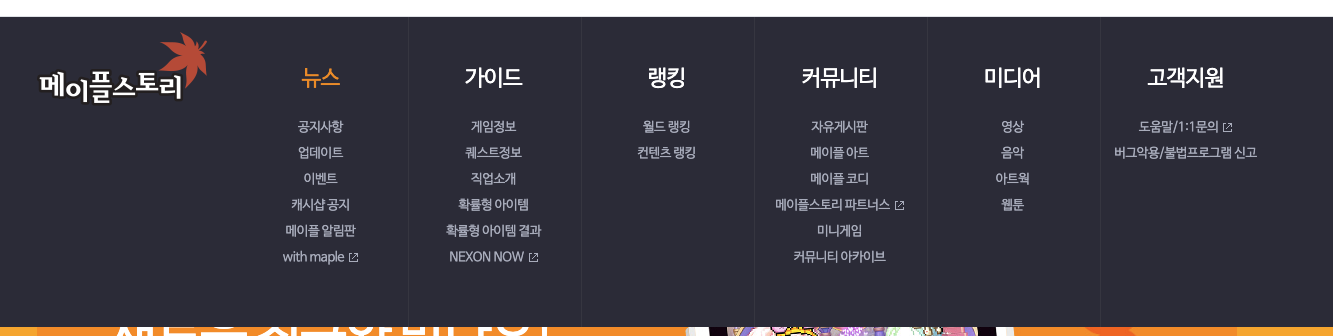 메이플스토리
뉴스
공지사항
업데이트
이벤트
캐시샵 공지
메이플 알림판
with maple
가이드
게임정보
퀘스트정보
직업소개
확률형 아이템
확률형 아이템 결과
NEXON NOW
랭킹
월드 랭킹
컨텐츠 랭킹
커뮤니티
자유게시판
메이플 아트
메이플 코디
메이플스토리 파트너스
미니게임
커뮤니티 아카이브
미디어
영상
음악
아트웍
웹툰
고객지원
도움말/1:1문의
버그악용/불법프로그램 신고